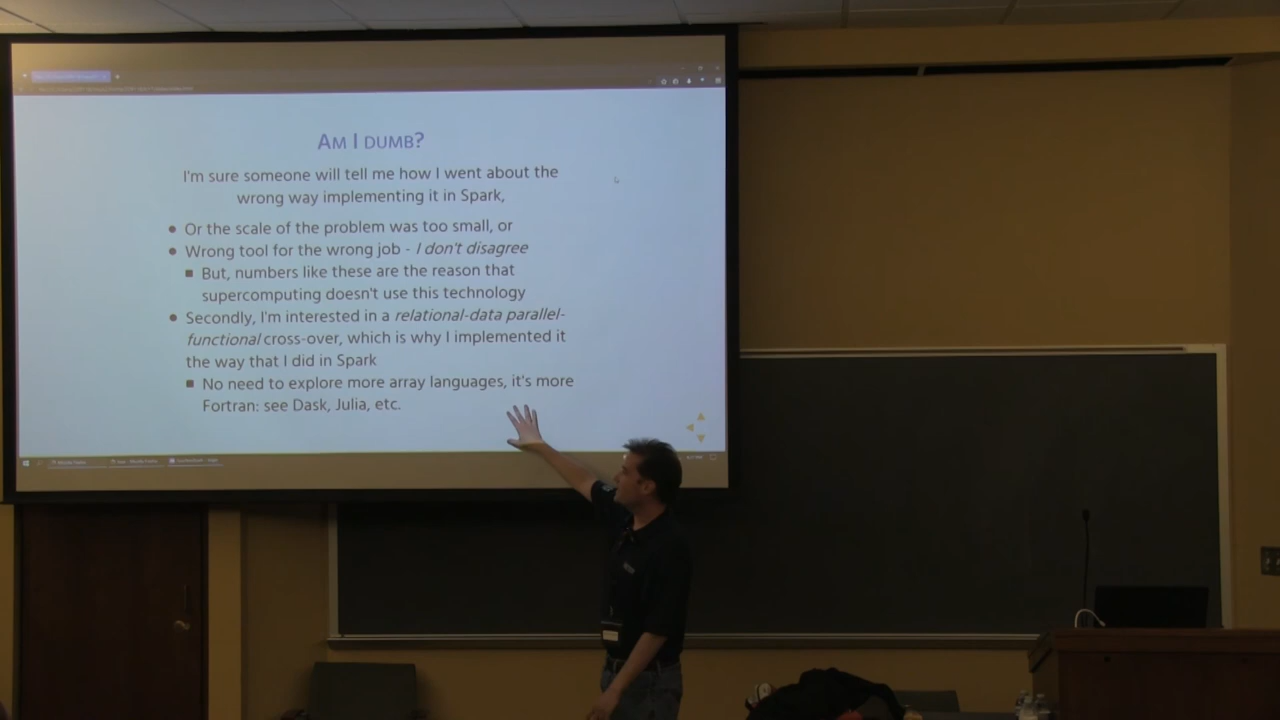 AM I DUMB?
I'm sure someone will tell me how I went about the
wrong way implementing it in Spark,
• Or the scale of the problem was too small, or
• Wrong tool for the wrong job - I don't disagree
▪ But, numbers like these are the reason that
supercomputing doesn't use this technology
• Secondly, I'm interested in a relational-data parallel-
functional cross-over, which is why I implemented it
the way that I did in Spark
▪ No need to explore more array languages, it's more
Fortran: see Dask, Julia, etc.